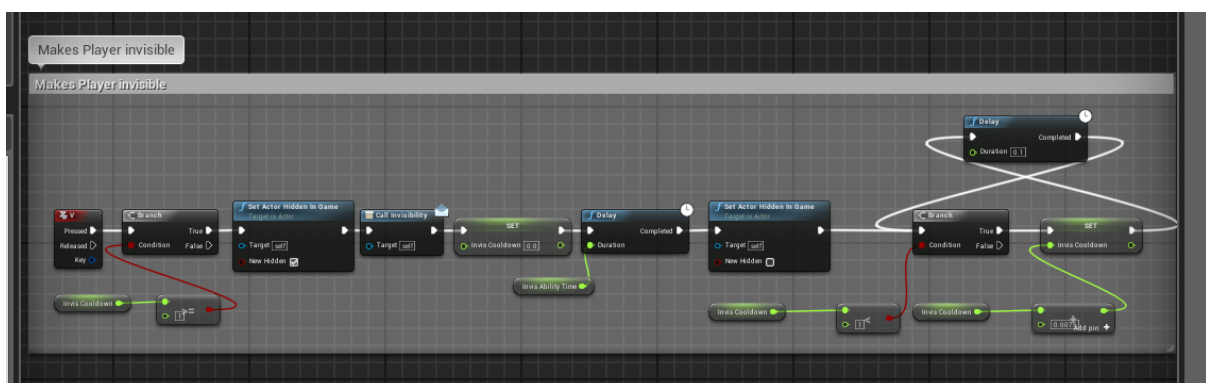 Makes Player invisible
Makes Player invisible
Delay
Completed
Duration 0.1
V
Pressed
Released
Key
Branch
True
Condition False
Set Actor Hidden In Game
Target is Actor
Target self
New Hidden
Call Invisibility
Target self
SET
Invis Cooldown 0.0
Delay
Completed
Duration
Set Actor Hidden In Game
Target is Actor
Target self
New Hidden
Branch
True
Condition False
SET
Invis Cooldown
Invis Ability Time
Invis Cooldown
1 >=
Invis Cooldown
1 <
Invis Cooldown
0.0075 +
Add pin +